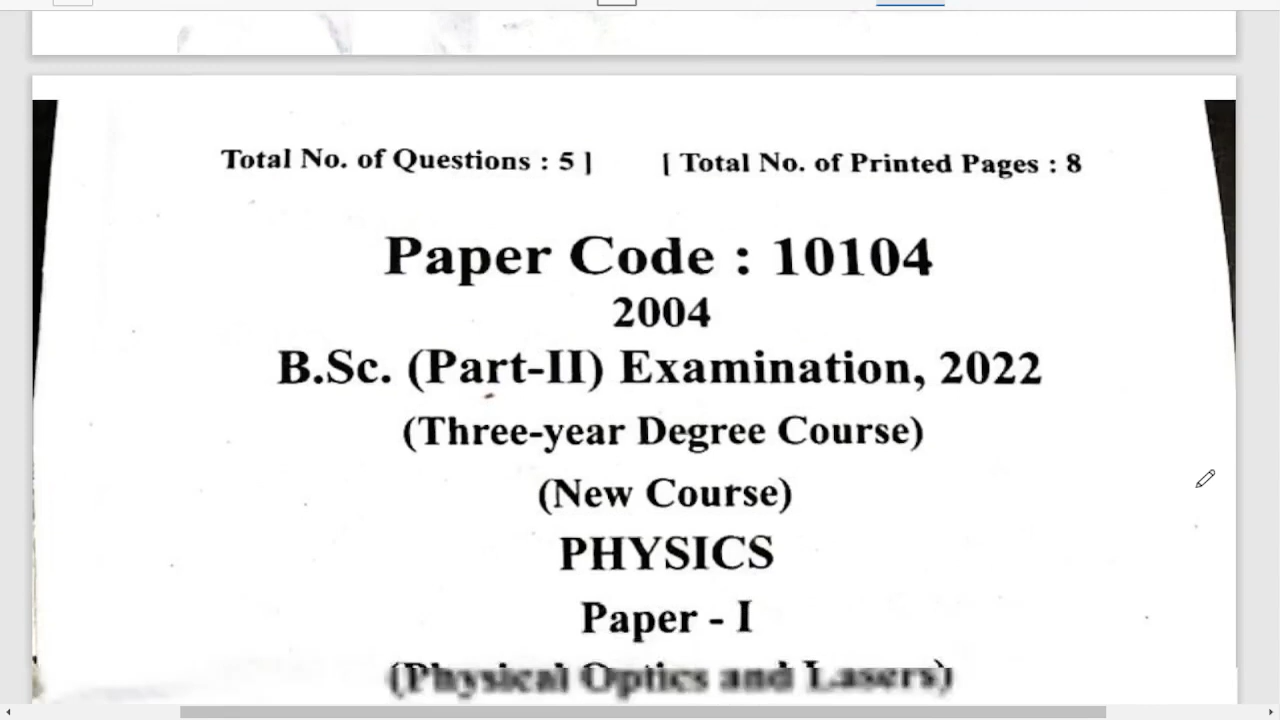 Total No. of Questions : 5 ] [ Total No. of Printed Pages : 8
Paper Code : 10104
2004
B.Sc. (Part-II) Examination, 2022
(Three-year Degree Course)
(New Course)
PHYSICS
Paper - I
(Physical Optics and Lasers)